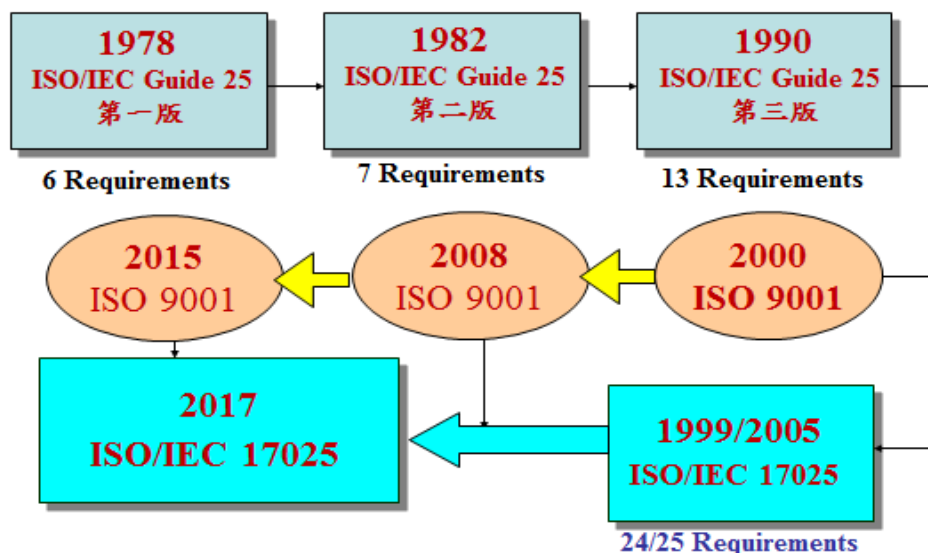 1978
ISO/IEC Guide 25
第一版
6 Requirements
1982
ISO/IEC Guide 25
第二版
7 Requirements
1990
ISO/IEC Guide 25
第三版
13 Requirements
2015
ISO 9001
2008
ISO 9001
2000
ISO 9001
2017
ISO/IEC 17025
1999/2005
ISO/IEC 17025
24/25 Requirements